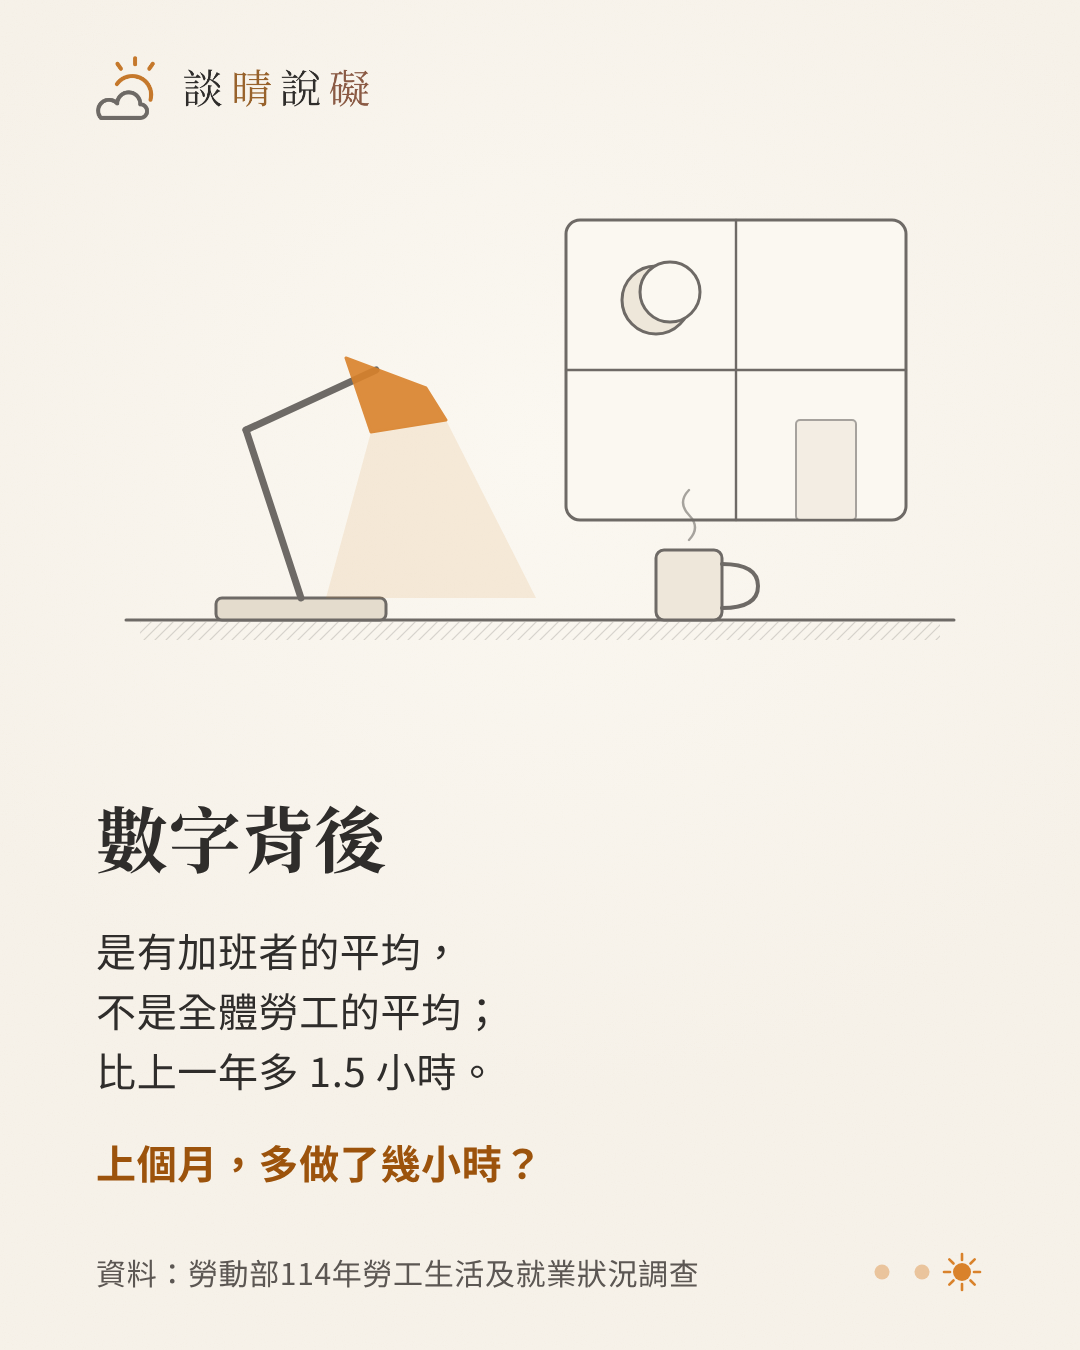 談晴說礙
數字背後
是有加班者的平均，
不是全體勞工的平均；
比上一年多 1.5 小時。
上個月，多做了幾小時？
資料：勞動部114年勞工生活及就業狀況調查